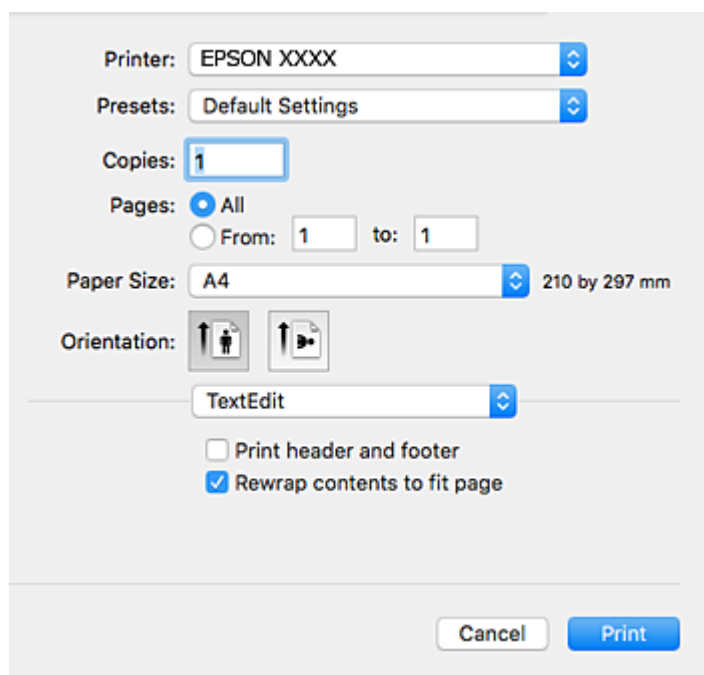 Printer: EPSON XXXX
Presets: Default Settings
Copies: 1
Pages: All
From: 1 to: 1
Paper Size: A4 210 by 297 mm
Orientation:
TextEdit
Print header and footer
Rewrap contents to fit page
Cancel Print